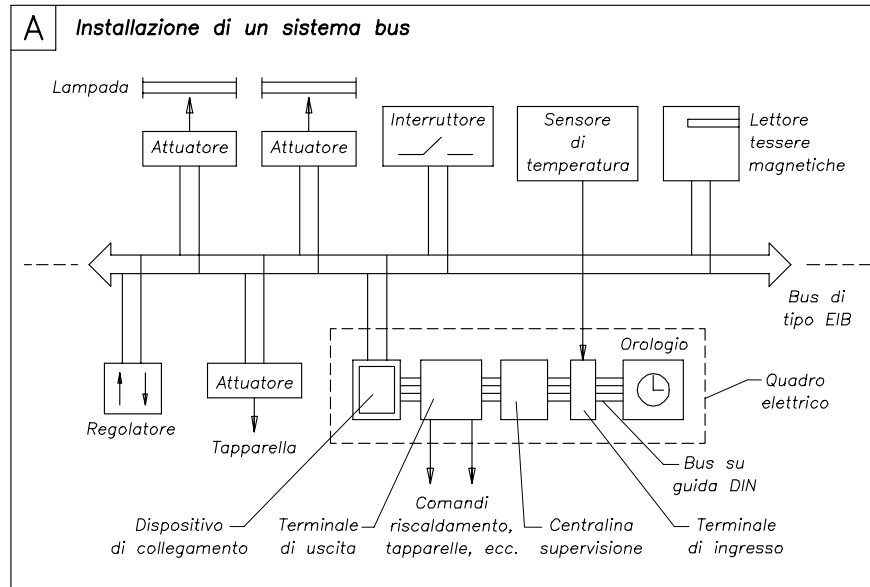 A
Installazione di un sistema bus
Lampada
Attuatore
Attuatore
Interruttore
Sensore
di
temperatura
Lettore
tessere
magnetiche
Bus di
tipo EIB
Regolatore
Attuatore
Tapparella
Orologio
Quadro
elettrico
Bus su
guida DIN
Dispositivo
di collegamento
Terminale
di uscita
Comandi
riscaldamento,
tapparelle, ecc.
Centralina
supervisione
Terminale
di ingresso